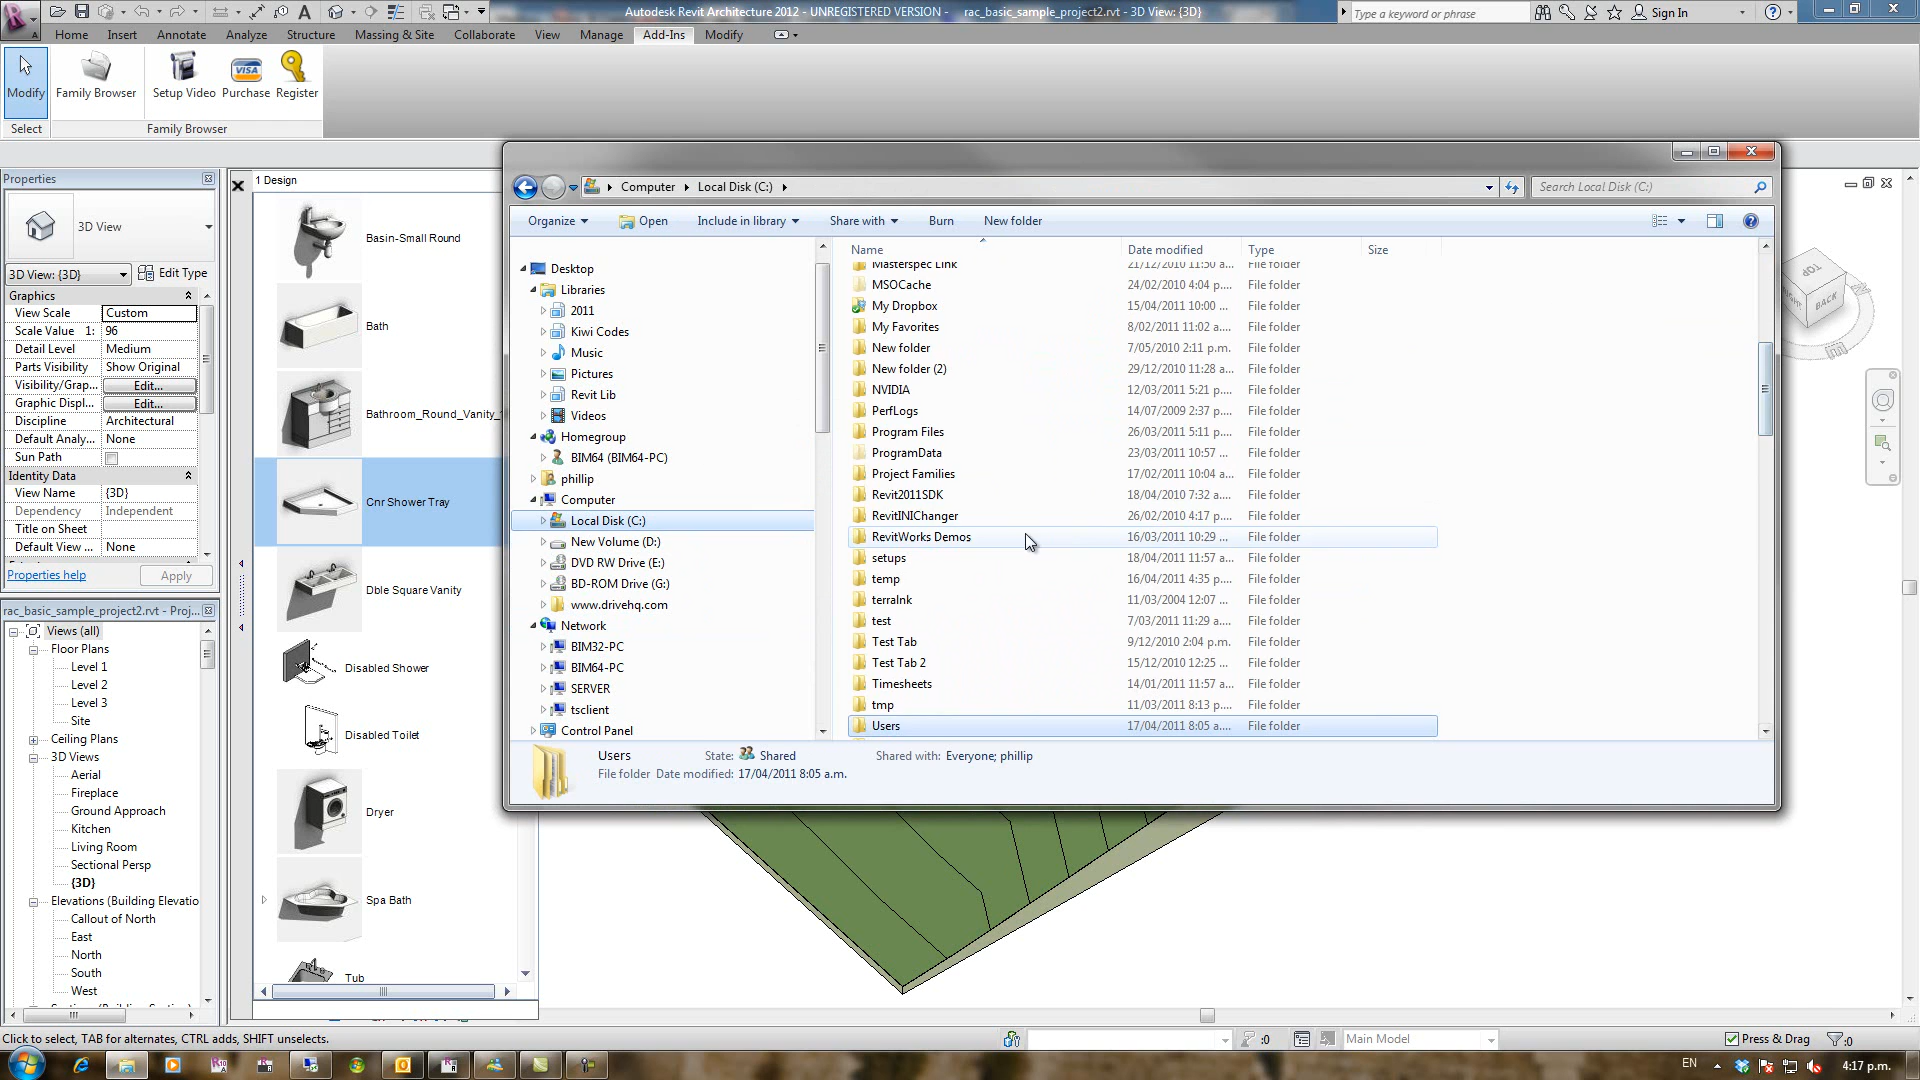 Autodesk Revit Architecture 2012 - UNREGISTERED VERSION - rac_basic_sample_project2.rvt - 3D View: {3D}
Type a keyword or phrase
Sign In
Home Insert Annotate Analyze Structure Massing & Site Collaborate View Manage Add-Ins Modify
Modify
Family Browser
Setup Video
VISA
Purchase
Register
Select
Family Browser
Properties
3D View
3D View: {3D}
Edit Type
Graphics
View Scale Custom
Scale Value 1: 96
Detail Level Medium
Parts Visibility Show Original
Visibility/Grap... Edit...
Graphic Displ... Edit...
Discipline Architectural
Default Analy... None
Sun Path
Identity Data
View Name {3D}
Dependency Independent
Title on Sheet
Default View ... None
Properties help
Apply
rac_basic_sample_project2.rvt - Proj...
Views (all)
Floor Plans
Level 1
Level 2
Level 3
Site
Ceiling Plans
3D Views
Aerial
Fireplace
Ground Approach
Kitchen
Living Room
Sectional Persp
{3D}
Elevations (Building Elevatio
Callout of North
East
North
South
West
1 Design
Basin-Small Round
Bath
Bathroom_Round_Vanity_
Cnr Shower Tray
Dble Square Vanity
Disabled Shower
Disabled Toilet
Dryer
Spa Bath
Tub
Computer Local Disk (C:)
Search Local Disk (C:)
Organize Open Include in library Share with Burn New folder
Desktop
Libraries
2011
Kiwi Codes
Music
Pictures
Revit Lib
Videos
Homegroup
BIM64 (BIM64-PC)
phillip
Computer
Local Disk (C:)
New Volume (D:)
DVD RW Drive (E:)
BD-ROM Drive (G:)
www.drivehq.com
Network
BIM32-PC
BIM64-PC
SERVER
tsclient
Control Panel
Name Date modified Type Size
Masterspec Link 21/12/2010 11:50 a... File folder
MSOCache 24/02/2010 4:04 p.... File folder
My Dropbox 15/04/2011 10:00 ... File folder
My Favorites 8/02/2011 11:02 a... File folder
New folder 7/05/2010 2:11 p.m. File folder
New folder (2) 29/12/2010 11:28 a... File folder
NVIDIA 12/03/2011 5:21 p.... File folder
PerfLogs 14/07/2009 2:37 p... File folder
Program Files 26/03/2011 5:11 p... File folder
ProgramData 23/03/2011 10:57 ... File folder
Project Families 17/02/2011 10:04 a... File folder
Revit2011SDK 18/04/2010 7:32 a... File folder
RevitINIChanger 26/02/2010 4:17 p... File folder
RevitWorks Demos 16/03/2011 10:29 ... File folder
setups 18/04/2011 11:57 a... File folder
temp 16/04/2011 4:35 p... File folder
terralnk 11/03/2004 12:07 ... File folder
test 7/03/2011 11:29 a... File folder
Test Tab 9/12/2010 2:04 p.m. File folder
Test Tab 2 15/12/2010 12:25 ... File folder
Timesheets 14/01/2011 11:57 a... File folder
tmp 11/03/2011 8:13 p... File folder
Users 17/04/2011 8:05 a.... File folder
Users State: Shared Shared with: Everyone; phillip
File folder Date modified: 17/04/2011 8:05 a.m.
TOP
BACK
Click to select, TAB for alternates, CTRL adds, SHIFT unselects.
:0
Main Model
Press & Drag
:0
EN
4:17 p.m.